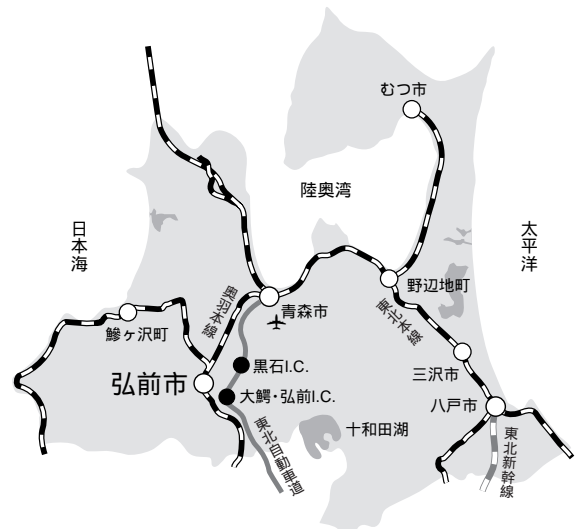 むつ市
陸奥湾
日本海
太平洋
野辺地町
奥羽本線
青森市
東北本線
鰺ヶ沢町
黒石I.C.
三沢市
弘前市
大鰐・弘前I.C.
八戸市
十和田湖
東北自動車道
東北新幹線